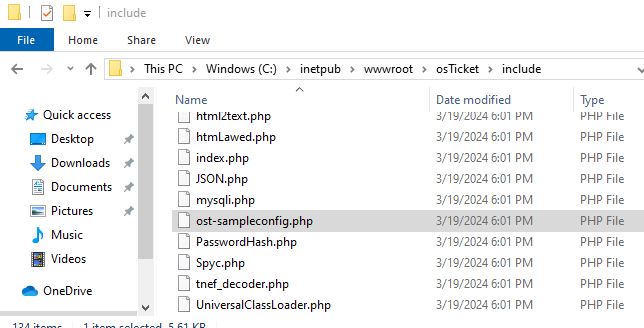 include
File Home Share View
This PC Windows (C:) inetpub wwwroot osTicket include
Name Date modified Type
Quick access
Desktop
Downloads
Documents
Pictures
Music
Videos
OneDrive
html2text.php 3/19/2024 6:01 PM PHP File
htmLawed.php 3/19/2024 6:01 PM PHP File
index.php 3/19/2024 6:01 PM PHP File
JSON.php 3/19/2024 6:01 PM PHP File
mysqli.php 3/19/2024 6:01 PM PHP File
ost-sampleconfig.php 3/19/2024 6:01 PM PHP File
PasswordHash.php 3/19/2024 6:01 PM PHP File
Spyc.php 3/19/2024 6:01 PM PHP File
tnef_decoder.php 3/19/2024 6:01 PM PHP File
UniversalClassLoader.php 3/19/2024 6:01 PM PHP File
134 items 1 item selected 5.61 KB